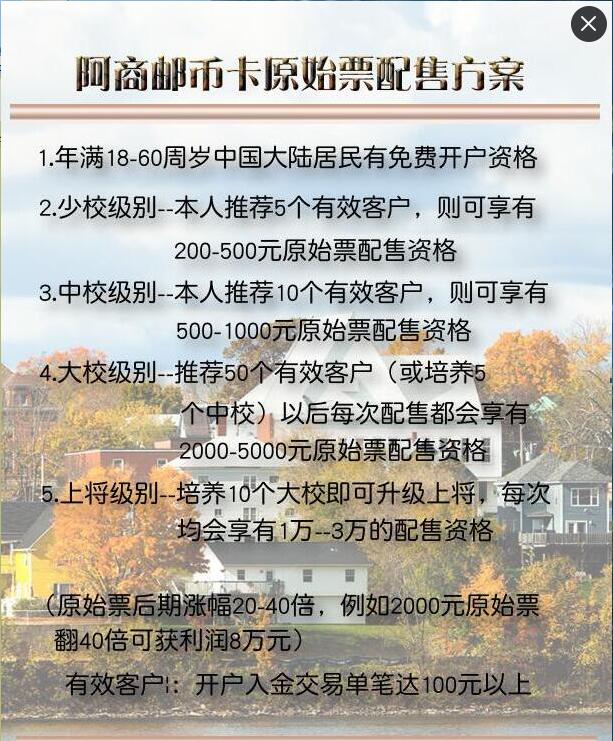 阿商邮币卡原始票配售方案
1.年满18-60周岁中国大陆居民有免费开户资格
2.少校级别--本人推荐5个有效客户，则可享有
200-500元原始票配售资格
3.中校级别--本人推荐10个有效客户，则可享有
500-1000元原始票配售资格
4.大校级别--推荐50个有效客户（或培养5
个中校）以后每次配售都会享有
2000-5000元原始票配售资格
5.上将级别--培养10个大校即可升级上将，每次
均会享有1万--3万的配售资格
（原始票后期涨幅20-40倍，例如2000元原始票
翻40倍可获利润8万元）
有效客户¦：开户入金交易单笔达100元以上